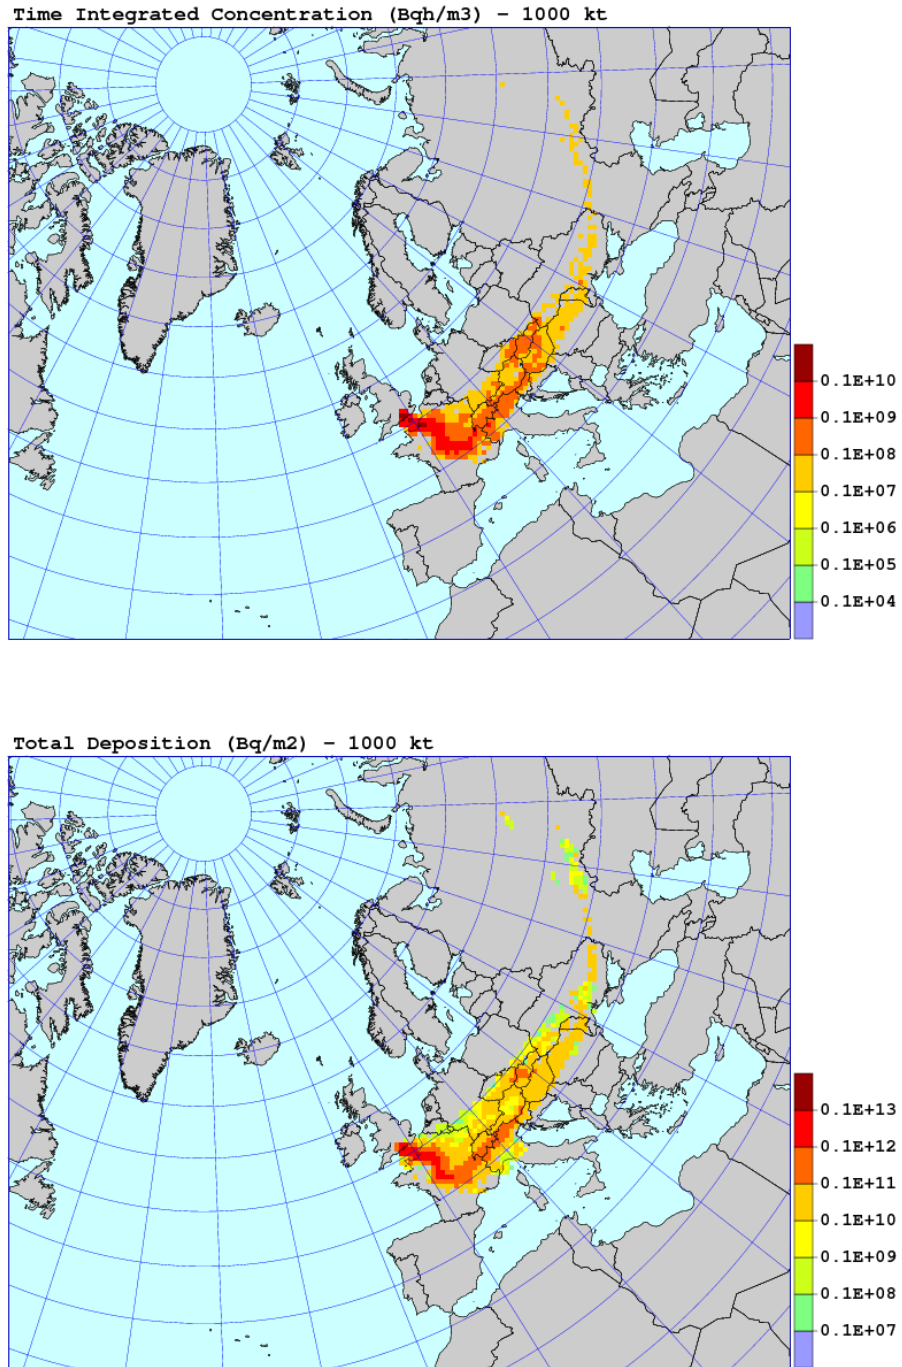 Time Integrated Concentration (Bqh/m3) – 1000 kt
0.1E+10
0.1E+09
0.1E+08
0.1E+07
0.1E+06
0.1E+05
0.1E+04
Total Deposition (Bq/m2) – 1000 kt
0.1E+13
0.1E+12
0.1E+11
0.1E+10
0.1E+09
0.1E+08
0.1E+07